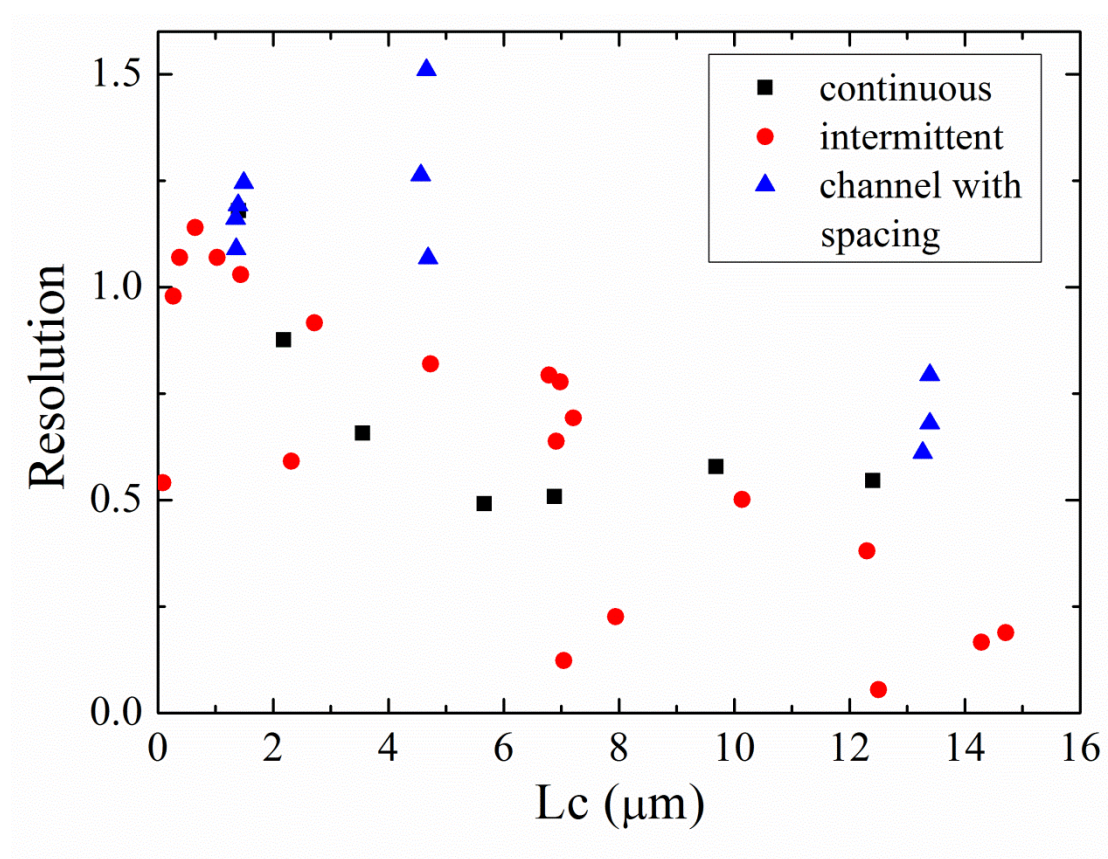 1.5
1.0
0.5
0.0
Resolution
continuous
intermittent
channel with
spacing
0 2 4 6 8 10 12 14 16
Lc (μm)